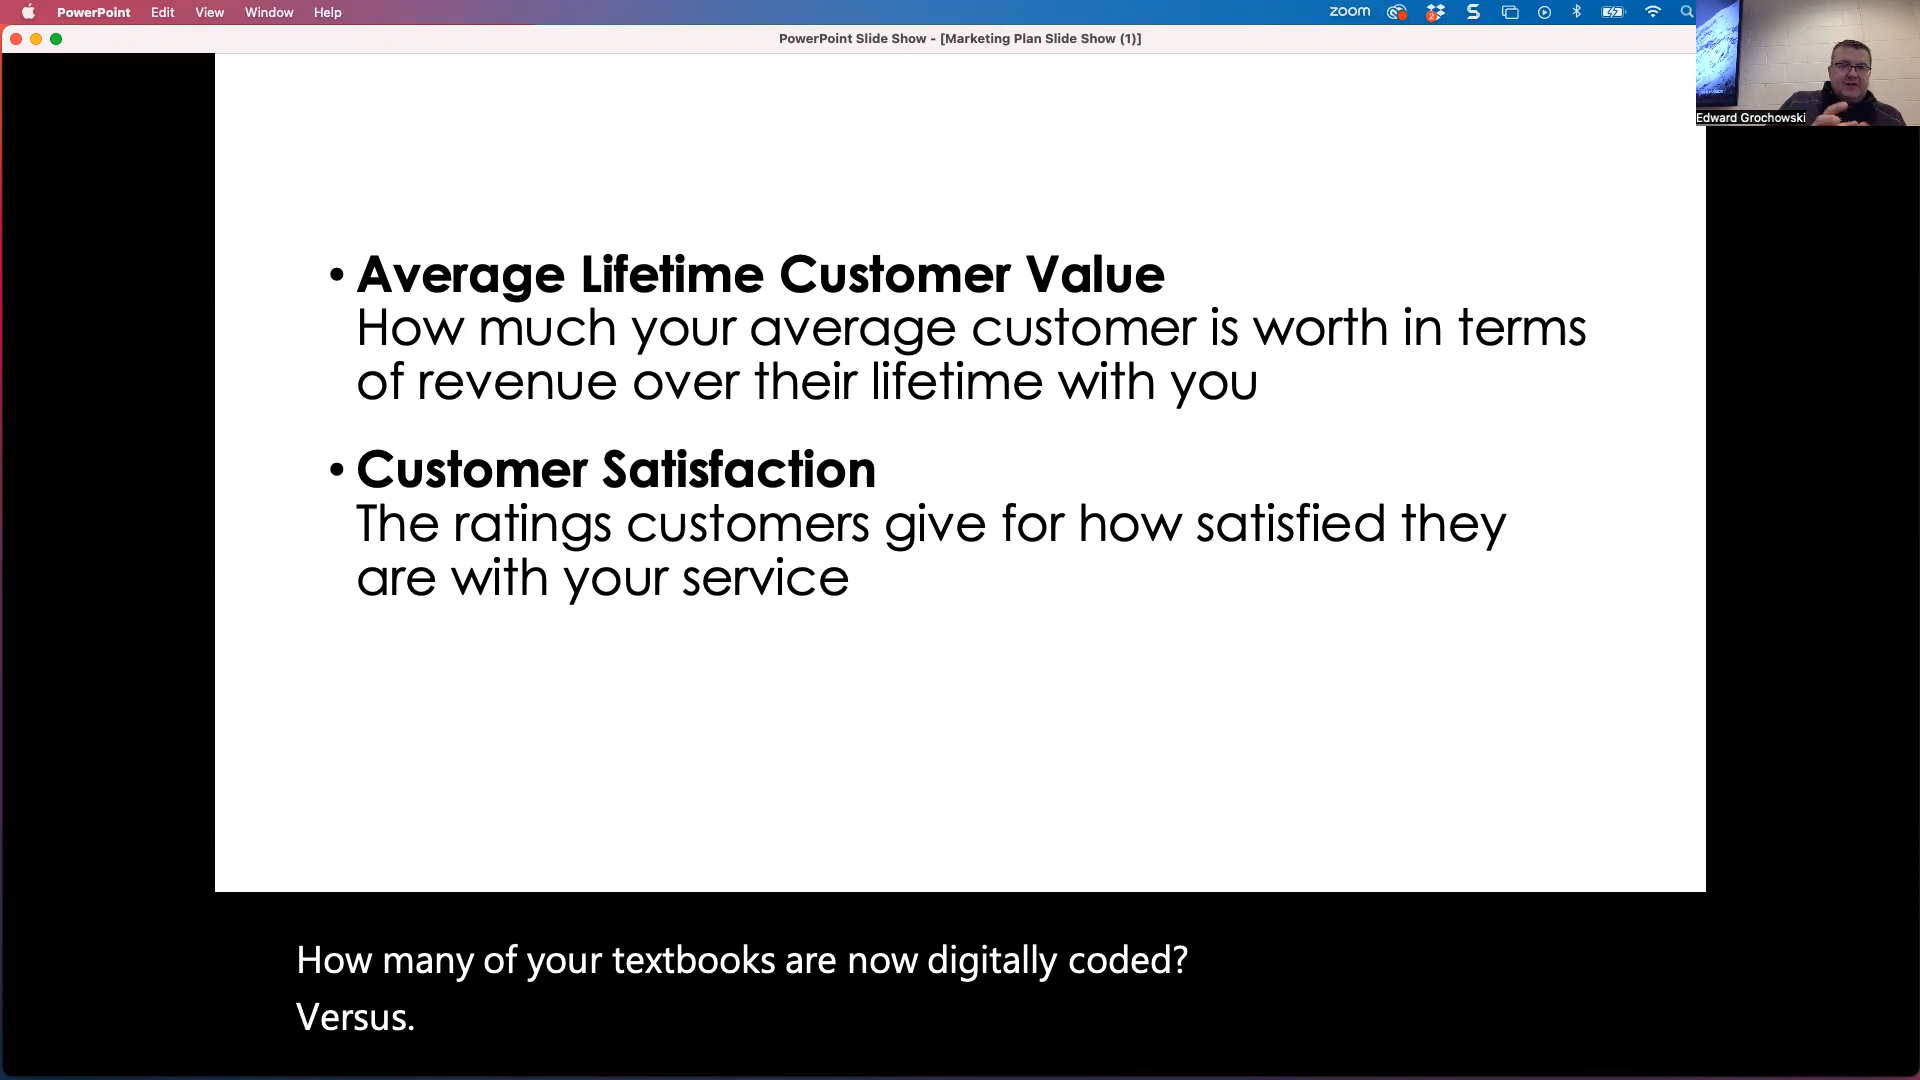 PowerPoint Edit View Window Help
zoom
2
PowerPoint Slide Show - [Marketing Plan Slide Show (1)]
Edward Grochowski
• Average Lifetime Customer Value
How much your average customer is worth in terms
of revenue over their lifetime with you
• Customer Satisfaction
The ratings customers give for how satisfied they
are with your service
How many of your textbooks are now digitally coded?
Versus.